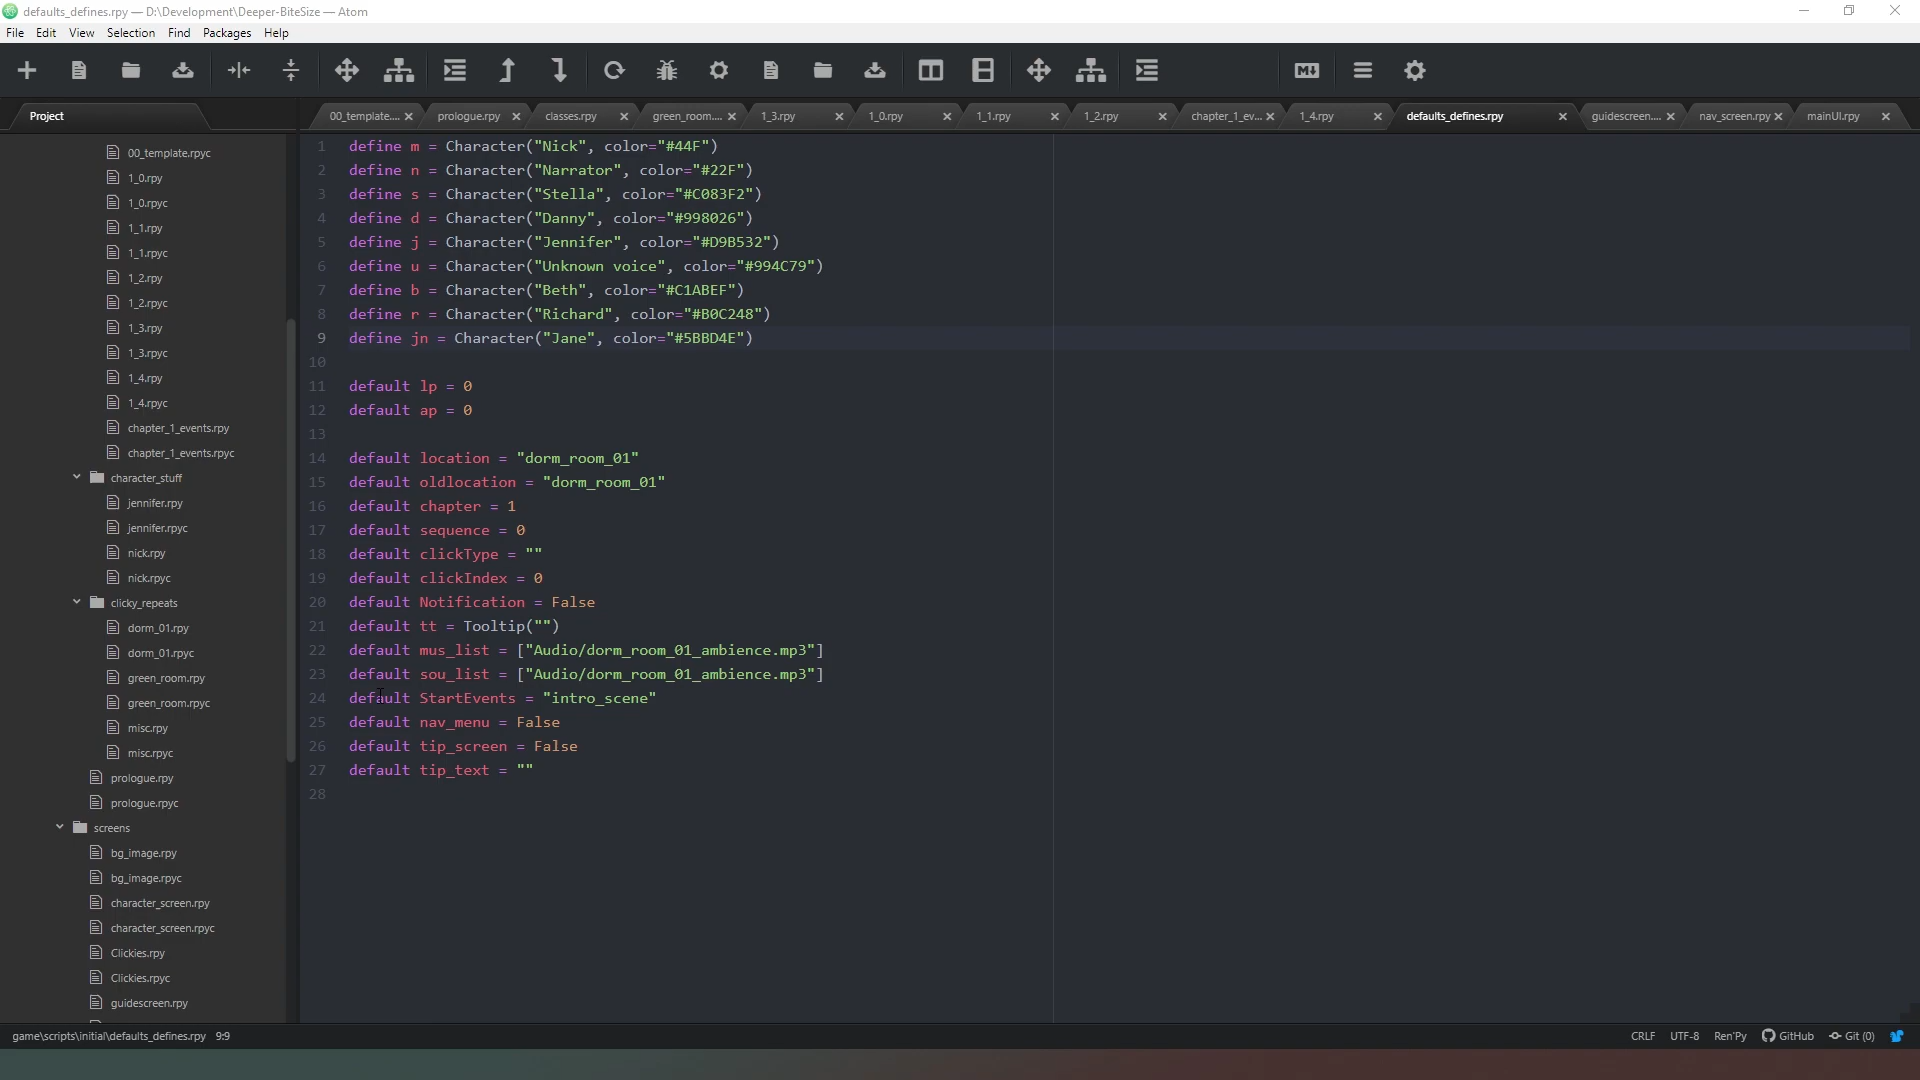 defaults_defines.rpy — D:\Development\Deeper-BiteSize — Atom
File Edit View Selection Find Packages Help
M↓
Project
00_template.... prologue.rpy classes.rpy green_room.... 1_3.rpy 1_0.rpy 1_1.rpy 1_2.rpy chapter_1_ev... 1_4.rpy defaults_defines.rpy guidescreen.... nav_screen.rpy mainUI.rpy
00_template.rpyc
1_0.rpy
1_0.rpyc
1_1.rpy
1_1.rpyc
1_2.rpy
1_2.rpyc
1_3.rpy
1_3.rpyc
1_4.rpy
1_4.rpyc
chapter_1_events.rpy
chapter_1_events.rpyc
character_stuff
jennifer.rpy
jennifer.rpyc
nick.rpy
nick.rpyc
clicky_repeats
dorm_01.rpy
dorm_01.rpyc
green_room.rpy
green_room.rpyc
misc.rpy
misc.rpyc
prologue.rpy
prologue.rpyc
screens
bg_image.rpy
bg_image.rpyc
character_screen.rpy
character_screen.rpyc
Clickies.rpy
Clickies.rpyc
guidescreen.rpy
1 define m = Character("Nick", color="#44F")
2 define n = Character("Narrator", color="#22F")
3 define s = Character("Stella", color="#C083F2")
4 define d = Character("Danny", color="#998026")
5 define j = Character("Jennifer", color="#D9B532")
6 define u = Character("Unknown voice", color="#994C79")
7 define b = Character("Beth", color="#C1ABEF")
8 define r = Character("Richard", color="#B0C248")
9 define jn = Character("Jane", color="#5BBD4E")
10
11 default lp = 0
12 default ap = 0
13
14 default location = "dorm_room_01"
15 default oldlocation = "dorm_room_01"
16 default chapter = 1
17 default sequence = 0
18 default clickType = ""
19 default clickIndex = 0
20 default Notification = False
21 default tt = Tooltip("")
22 default mus_list = ["Audio/dorm_room_01_ambience.mp3"]
23 default sou_list = ["Audio/dorm_room_01_ambience.mp3"]
24 default StartEvents = "intro_scene"
25 default nav_menu = False
26 default tip_screen = False
27 default tip_text = ""
28
game\scripts\initial\defaults_defines.rpy 9:9 CRLF UTF-8 Ren'Py GitHub Git (0)